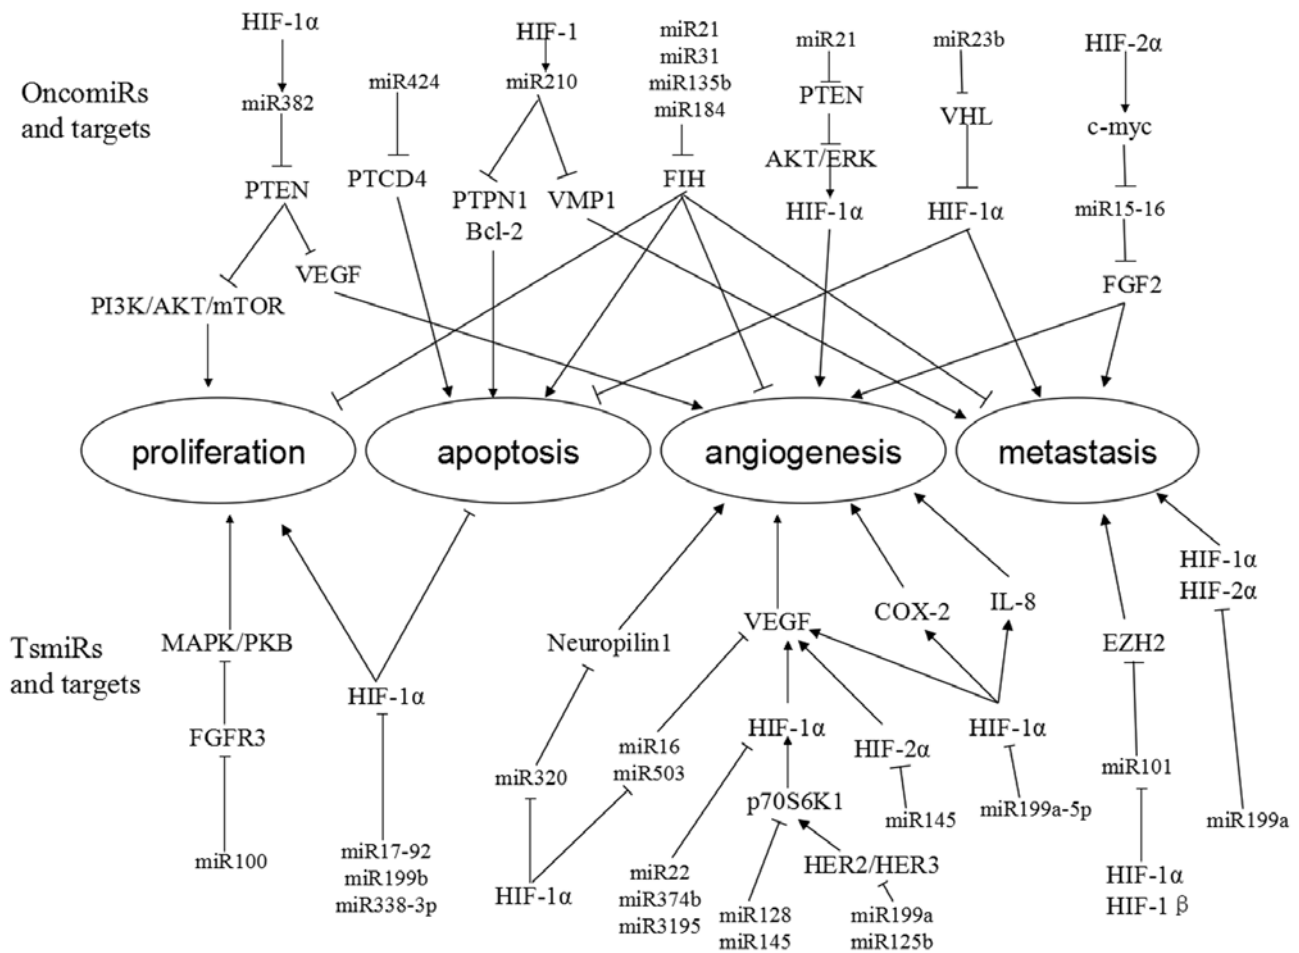 HIF-1α
HIF-1
miR21
miR31
miR135b
miR184
miR21
miR23b
HIF-2α
OncomiRs
and targets
miR382
miR424
miR210
PTEN
VHL
c-myc
PTEN
PTCD4
PTPN1
Bcl-2
VMP1
FIH
AKT/ERK
HIF-1α
HIF-1α
miR15-16
VEGF
FGF2
PI3K/AKT/mTOR
proliferation
apoptosis
angiogenesis
metastasis
TsmiRs
and targets
MAPK/PKB
HIF-1α
Neuropilin1
VEGF
COX-2
IL-8
EZH2
HIF-1α
HIF-2α
FGFR3
miR320
miR16
miR503
HIF-1α
HIF-2α
HIF-1α
miR101
p70S6K1
miR145
miR199a-5p
miR199a
miR100
miR17-92
miR199b
miR338-3p
HIF-1α
miR22
miR374b
miR3195
HER2/HER3
HIF-1α
HIF-1 β
miR128
miR145
miR199a
miR125b